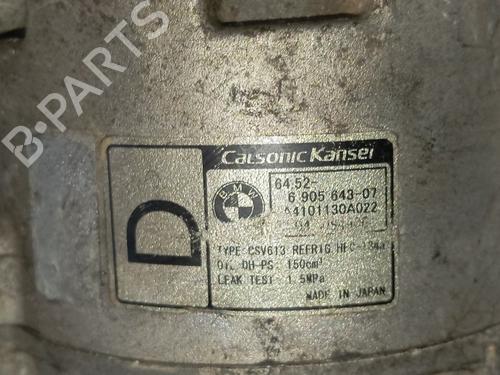 B-PARTS
D
Calsonic Kansei
BMW
64.52-
6 905 643-07
A4101130A022
TYPE CSV613 REFRIG HFC-134a
OIL DH-PS 150cm³
LEAK TEST 1.5MPa
MADE IN JAPAN